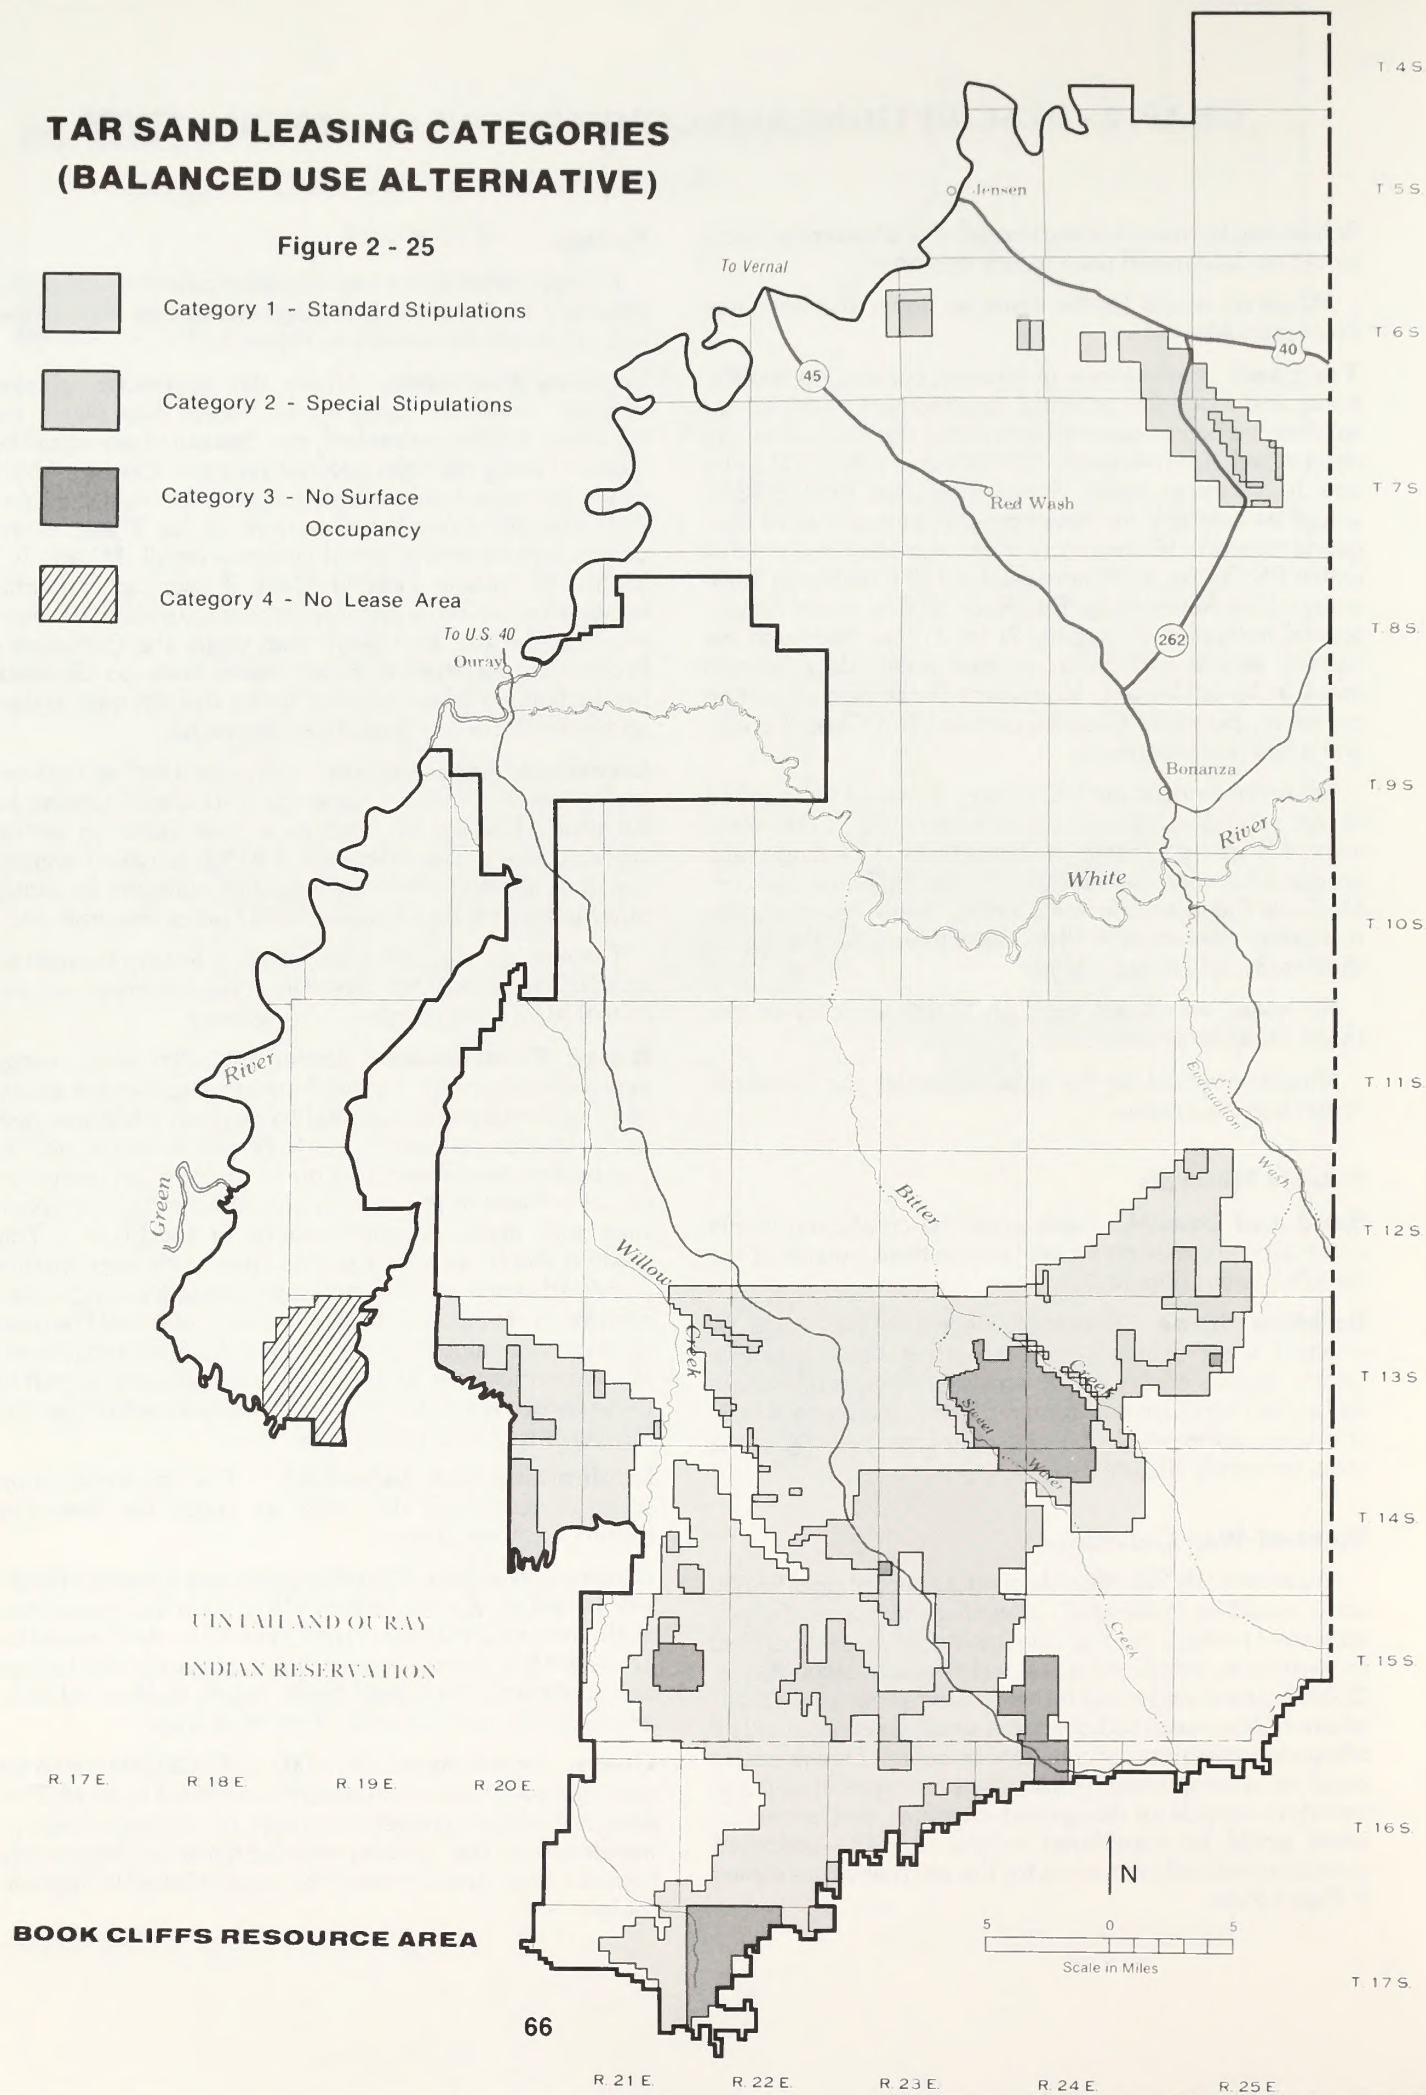 TAR SAND LEASING CATEGORIES
(BALANCED USE ALTERNATIVE)
Figure 2 - 25
Category 1 - Standard Stipulations
Category 2 - Special Stipulations
Category 3 - No Surface
Occupancy
Category 4 - No Lease Area
T. 4 S.
Jensen
T 5 S.
To Vernal
T. 6 S
40
45
Red Wash
T. 7 S
To U.S. 40
Ouray
T. 8 S.
262
Bonanza
T. 9 S
River
White
T. 10 S.
River
Evacuation
T. 11 S.
Wash
Green
Bitter
T. 12 S.
Willow
Creek
Creek
T. 13 S
Sweet
Water
T. 14 S.
UINTAH AND OURAY
INDIAN RESERVATION
Creek
T. 15 S.
R. 17 E.
R. 18 E.
R. 19 E.
R 20 E.
T. 16 S.
N
BOOK CLIFFS RESOURCE AREA
5 0 5
Scale in Miles
T. 17 S.
66
R. 21 E.
R. 22 E.
R. 23 E.
R. 24 E.
R. 25 E.